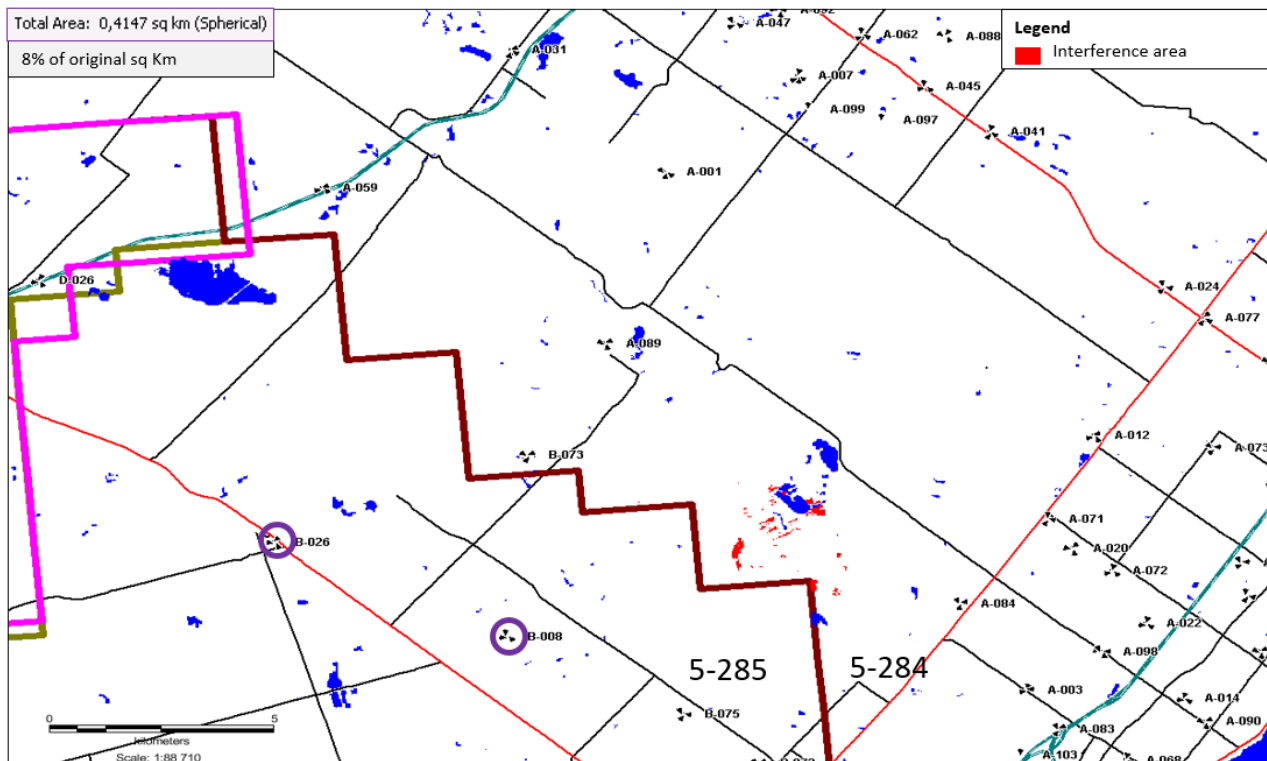 Total Area: 0,4147 sq km (Spherical)
8% of original sq Km
Legend
Interference area
A-092
A-047
A-062
A-088
A-031
A-007
A-045
A-099
A-097
A-041
A-001
A-059
D-026
A-024
A-077
A-089
A-012
A-073
B-073
A-071
B-026
A-020
A-072
A-084
A-022
B-008
A-098
5-285
5-284
A-003
A-014
B-075
A-090
A-083
0
5
kilometers
Scale: 1:88 710
A-103
A-068